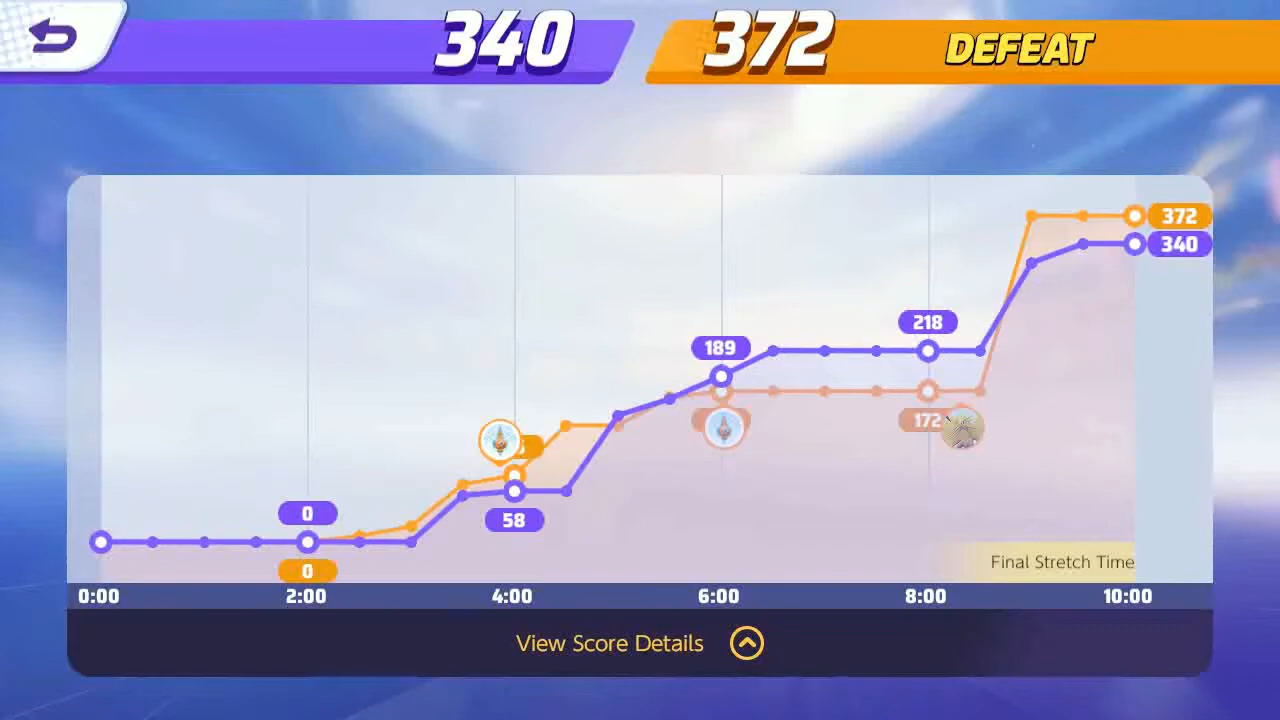 340
372
DEFEAT
372
340
189
218
172
0
58
0
Final Stretch Time
0:00 2:00 4:00 6:00 8:00 10:00
View Score Details